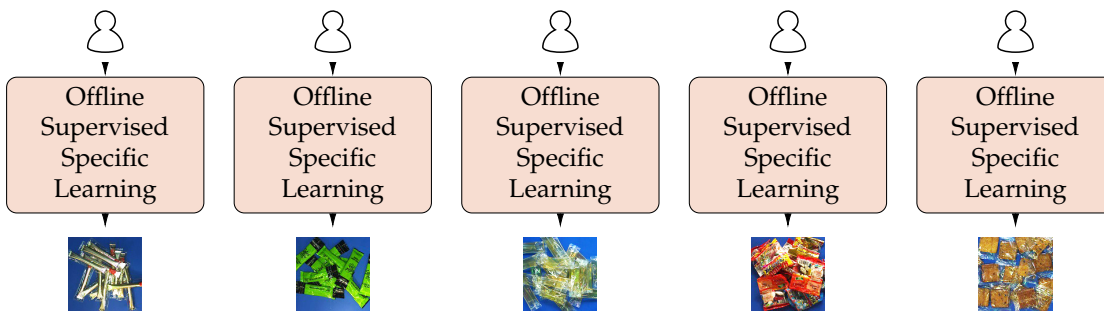 Offline
Supervised
Specific
Learning
Offline
Supervised
Specific
Learning
Offline
Supervised
Specific
Learning
Offline
Supervised
Specific
Learning
Offline
Supervised
Specific
Learning